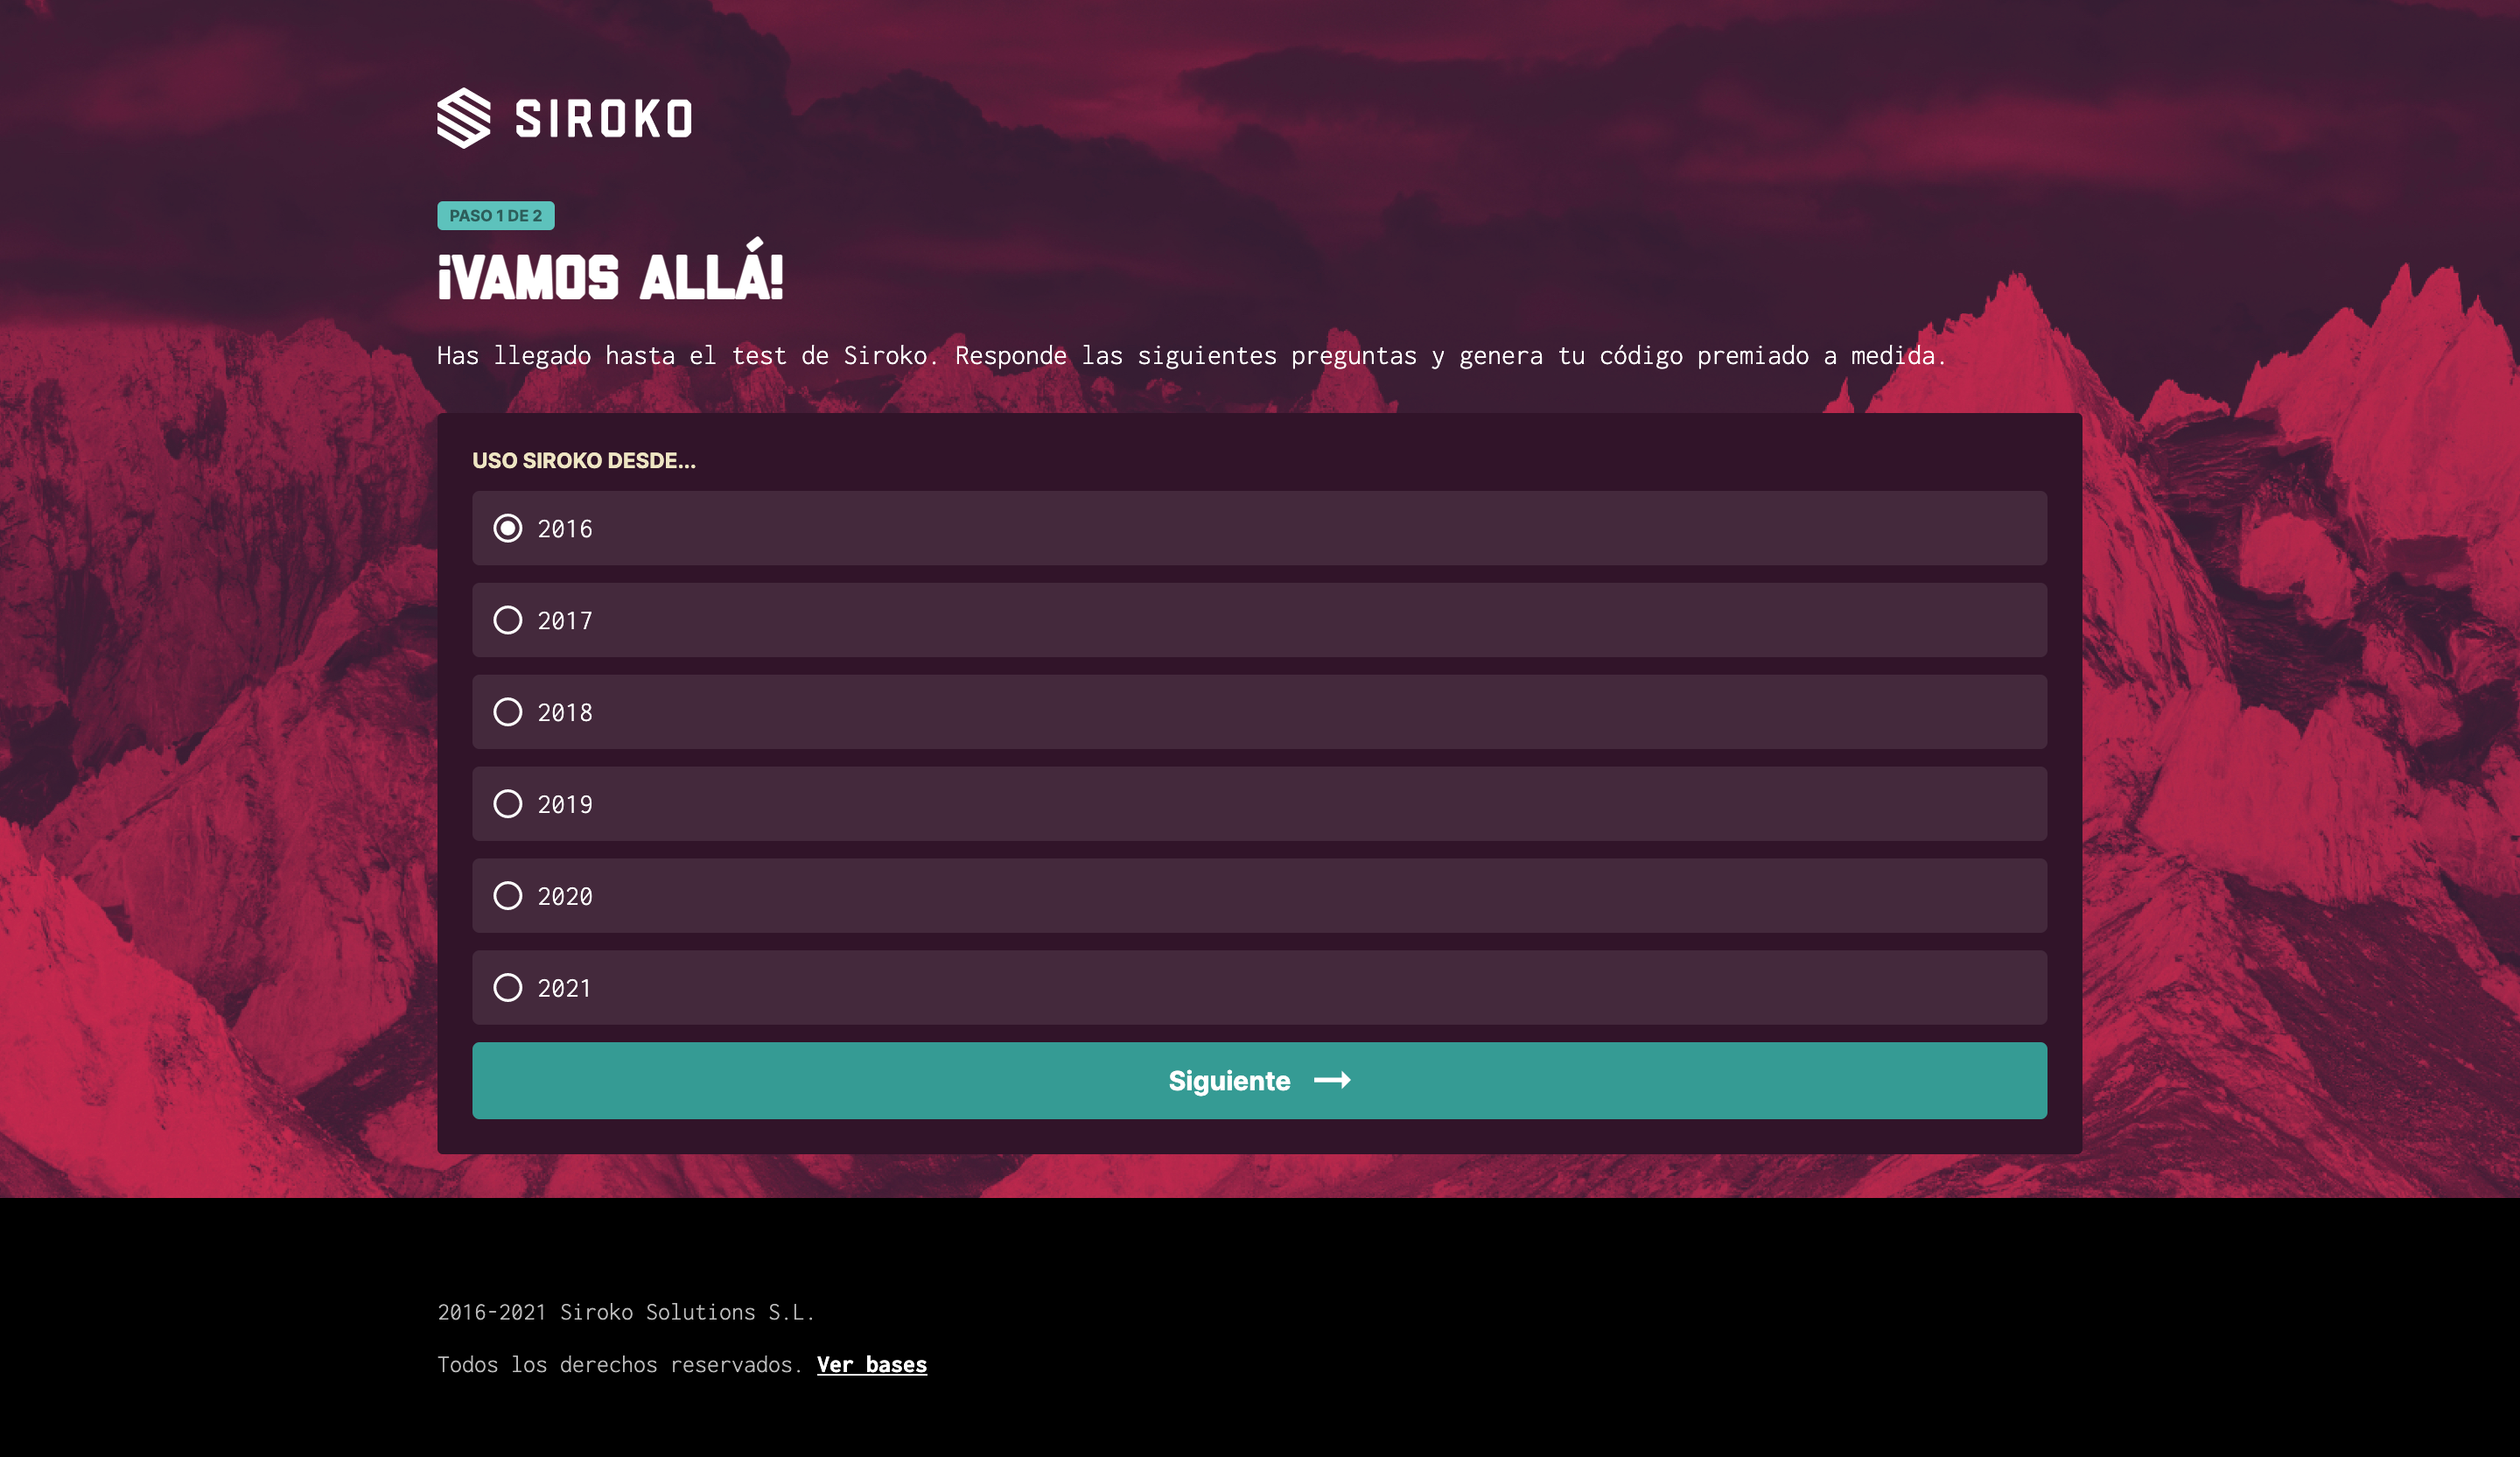 SIROKO
PASO 1 DE 2
¡VAMOS ALLÁ!
Has llegado hasta el test de Siroko. Responde las siguientes preguntas y genera tu código premiado a medida.
USO SIROKO DESDE...
2016
2017
2018
2019
2020
2021
Siguiente
2016-2021 Siroko Solutions S.L.
Todos los derechos reservados. Ver bases